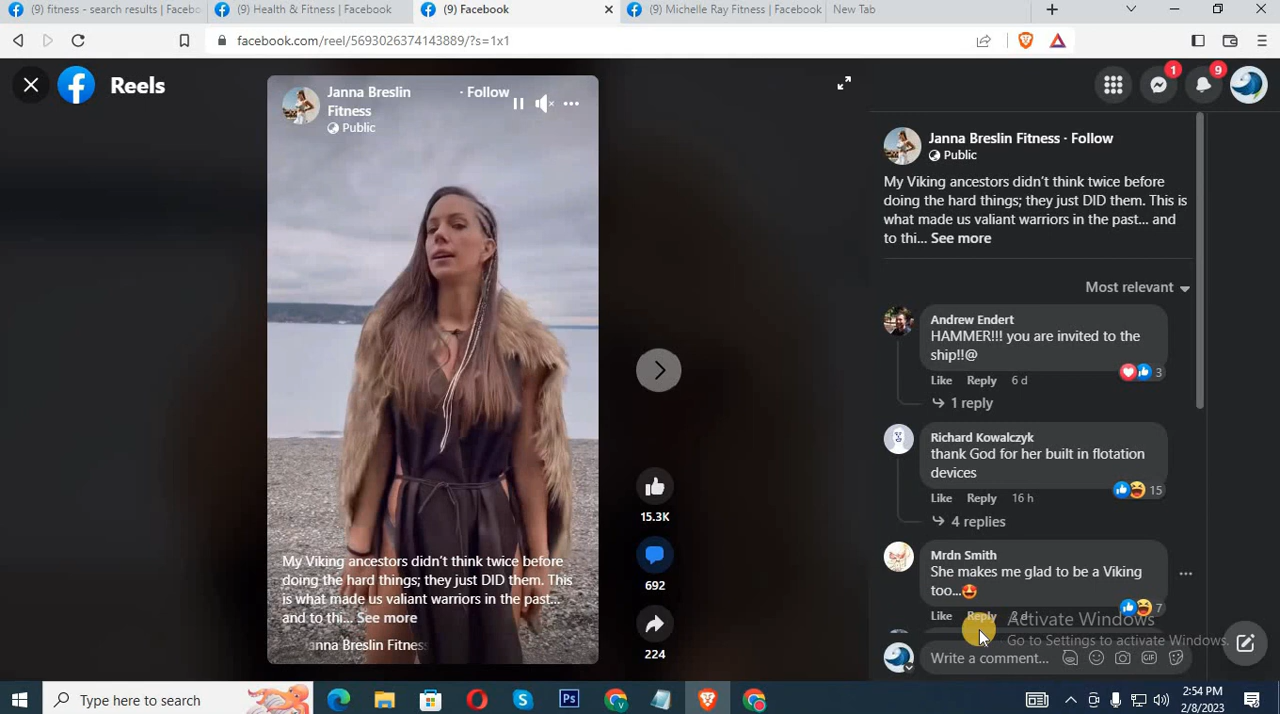 (9) fitness - search results | Facebo
(9) Health & Fitness | Facebook
(9) Facebook
(9) Michelle Ray Fitness | Facebook
New Tab
facebook.com/reel/5693026374143889/?s=1x1
Reels
1
9
Janna Breslin
Fitness
· Follow
Public
My Viking ancestors didn't think twice before
doing the hard things; they just DID them. This
is what made us valiant warriors in the past...
and to thi... See more
anna Breslin Fitness
15.3K
692
224
Janna Breslin Fitness · Follow
Public
My Viking ancestors didn't think twice before
doing the hard things; they just DID them. This is
what made us valiant warriors in the past... and
to thi... See more
Most relevant
Andrew Endert
HAMMER!!! you are invited to the
ship!!@
3
Like Reply 6 d
1 reply
Richard Kowalczyk
thank God for her built in flotation
devices
15
Like Reply 16 h
4 replies
Mrdn Smith
She makes me glad to be a Viking
too...🤩
7
Like Reply 2 d
Activate Windows
Go to Settings to activate Windows.
Write a comment...
GIF
Type here to search
Ps
2:54 PM
2/8/2023